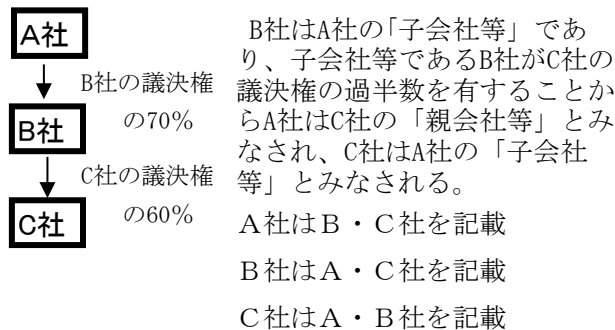 A社
B社の議決権
の70%
B社
C社の議決権
の60%
C社
B社はA社の「子会社等」であ
り、子会社等であるB社がC社の
議決権の過半数を有することか
らA社はC社の「親会社等」とみ
なされ、C社はA社の「子会社
等」とみなされる。
Ａ社はＢ・Ｃ社を記載
Ｂ社はＡ・Ｃ社を記載
Ｃ社はＡ・Ｂ社を記載